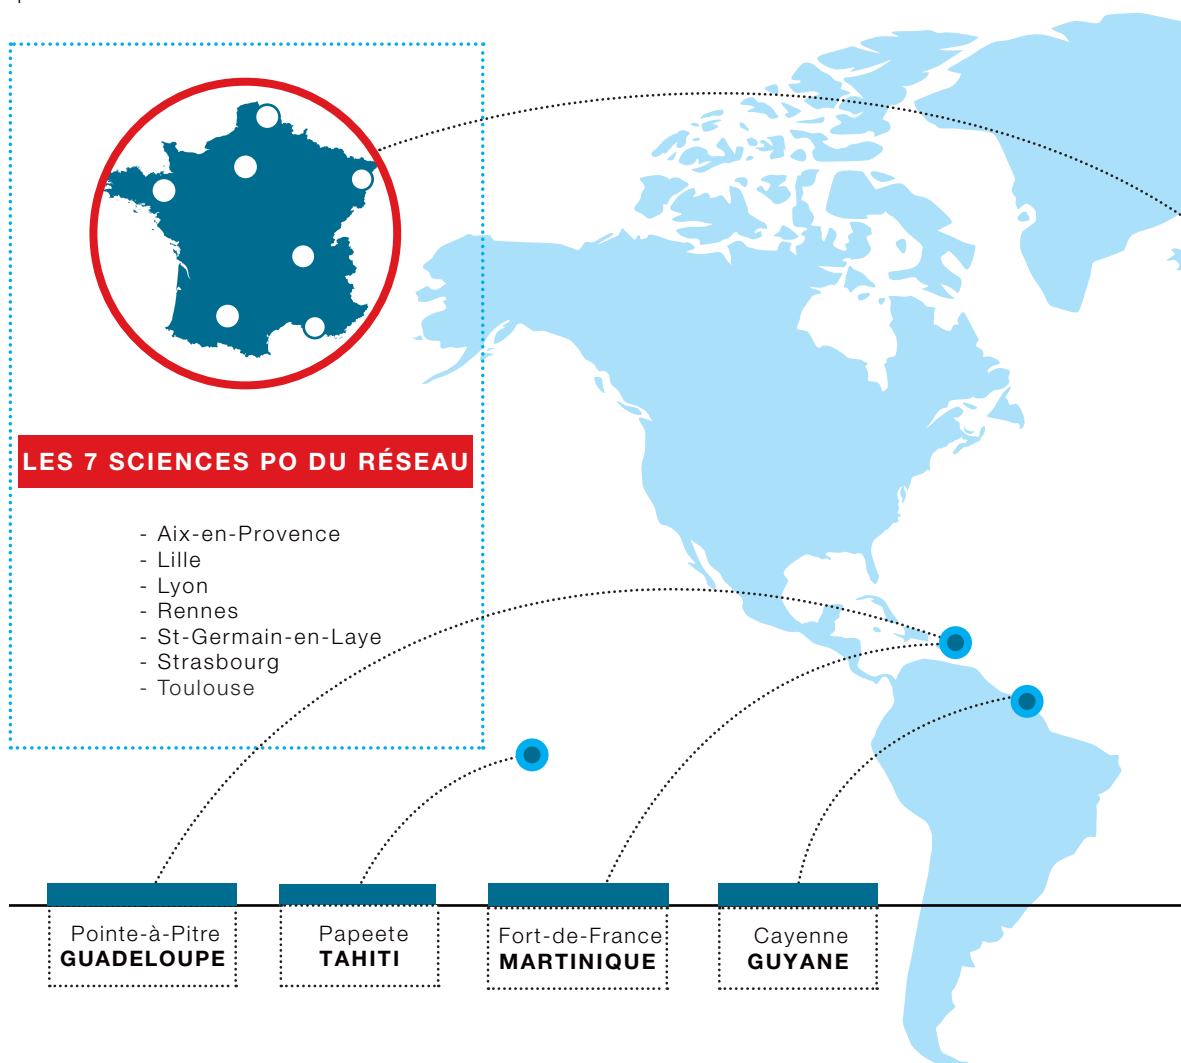 LES 7 SCIENCES PO DU RÉSEAU
- Aix-en-Provence
- Lille
- Lyon
- Rennes
- St-Germain-en-Laye
- Strasbourg
- Toulouse
Pointe-à-Pitre
GUADELOUPE
Papeete
TAHITI
Fort-de-France
MARTINIQUE
Cayenne
GUYANE